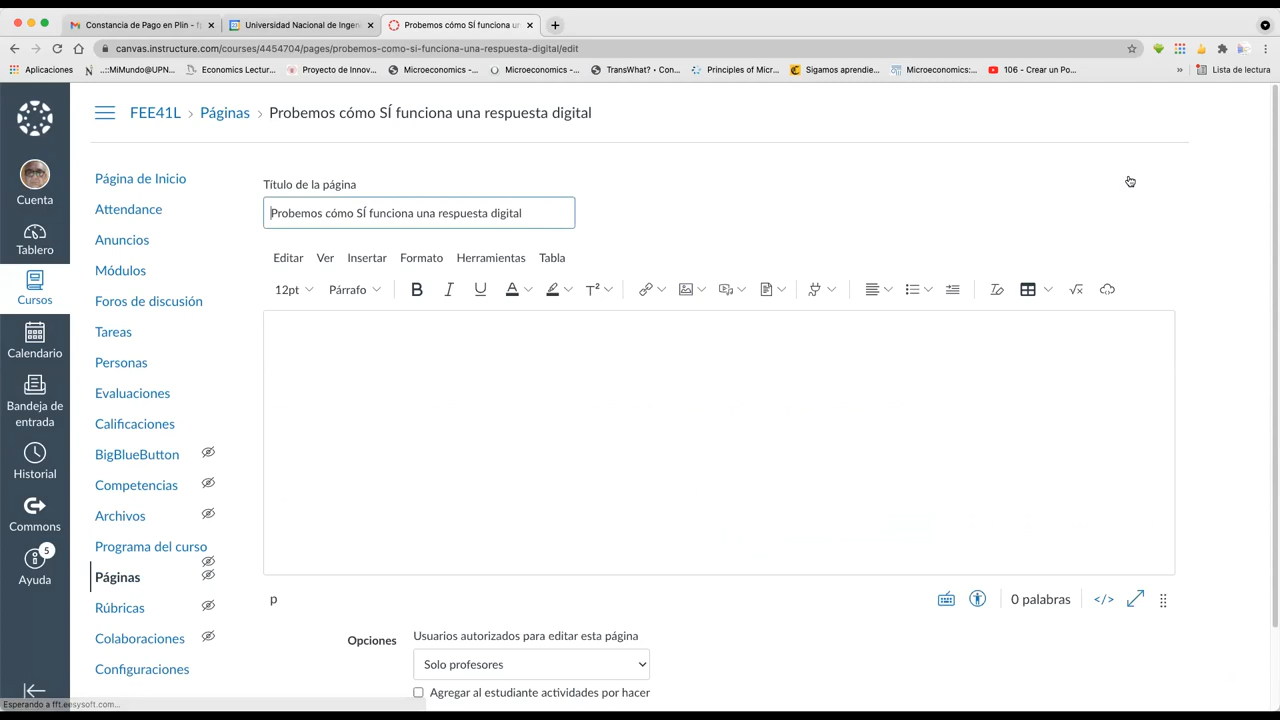 Constancia de Pago en Plin - f
Universidad Nacional de Ingen
Probemos cómo SÍ funciona un
canvas.instructure.com/courses/4454704/pages/probemos-como-si-funciona-una-respuesta-digital/edit
Aplicaciones
..::MiMundo@UPN...
Economics Lectur...
Proyecto de Innov...
Microeconomics -...
Microeconomics -...
TransWhat? - Con...
Principles of Micr...
Sigamos aprendie...
Microeconomic:...
106 - Crear un Po...
»
Lista de lectura
FEE41L › Páginas › Probemos cómo SÍ funciona una respuesta digital
Cuenta
Tablero
Cursos
Calendario
Bandeja de
entrada
Historial
Commons
5
Ayuda
Página de Inicio
Attendance
Anuncios
Módulos
Foros de discusión
Tareas
Personas
Evaluaciones
Calificaciones
BigBlueButton
Competencias
Archivos
Programa del curso
Páginas
Rúbricas
Colaboraciones
Configuraciones
Título de la página
Probemos cómo SÍ funciona una respuesta digital
Editar Ver Insertar Formato Herramientas Tabla
12pt Párrafo B I U A T²
p
0 palabras </>
Opciones
Usuarios autorizados para editar esta página
Solo profesores
Agregar al estudiante actividades por hacer
Esperando a fft.eesysoft.com...